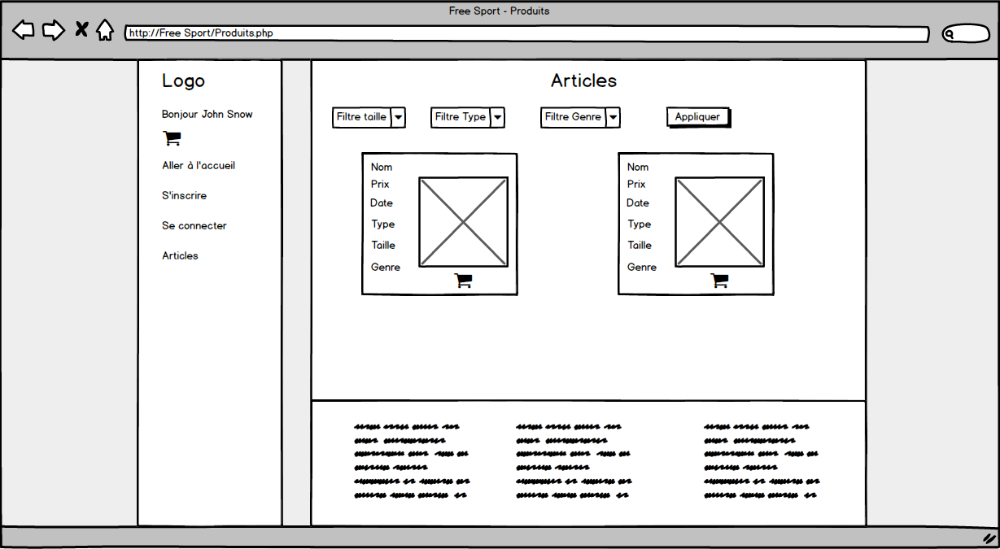 Free Sport - Produits
http://Free Sport/Produits.php
Logo
Bonjour John Snow
Aller à l'accueil
S'inscrire
Se connecter
Articles
Articles
Filtre taille
Filtre Type
Filtre Genre
Appliquer
Nom
Prix
Date
Type
Taille
Genre
Nom
Prix
Date
Type
Taille
Genre